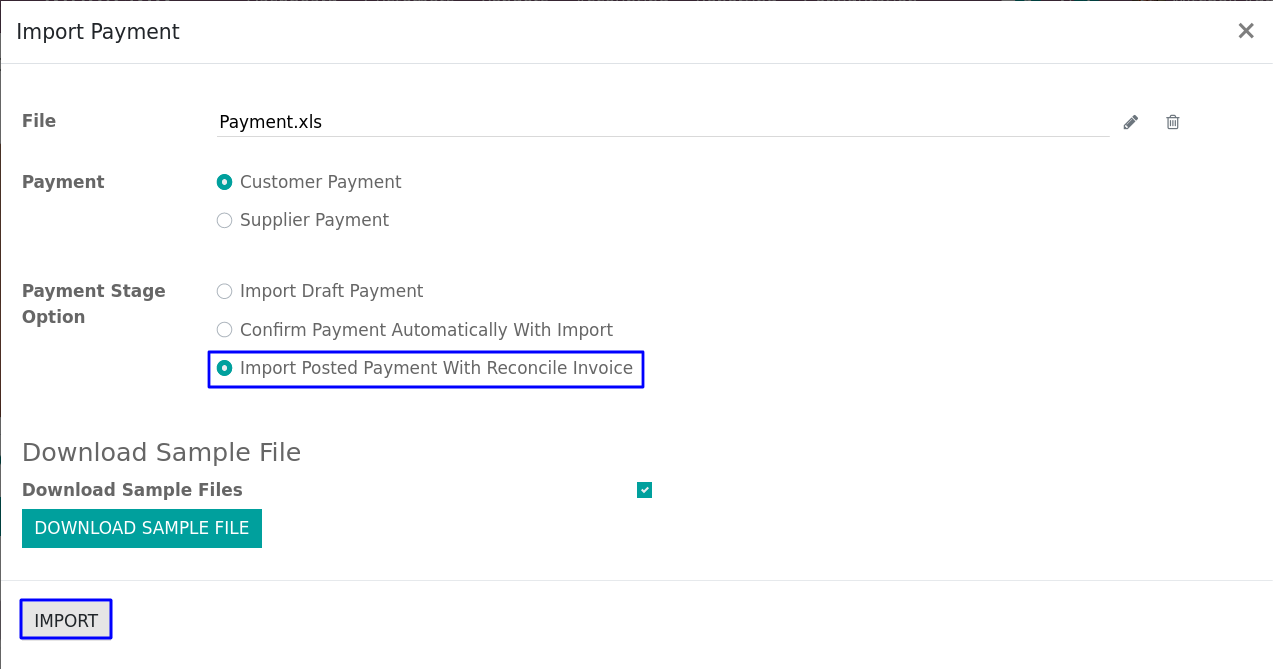 Import Payment
File
Payment.xls
Payment
Customer Payment
Supplier Payment
Payment Stage
Option
Import Draft Payment
Confirm Payment Automatically With Import
Import Posted Payment With Reconcile Invoice
Download Sample File
Download Sample Files
DOWNLOAD SAMPLE FILE
IMPORT